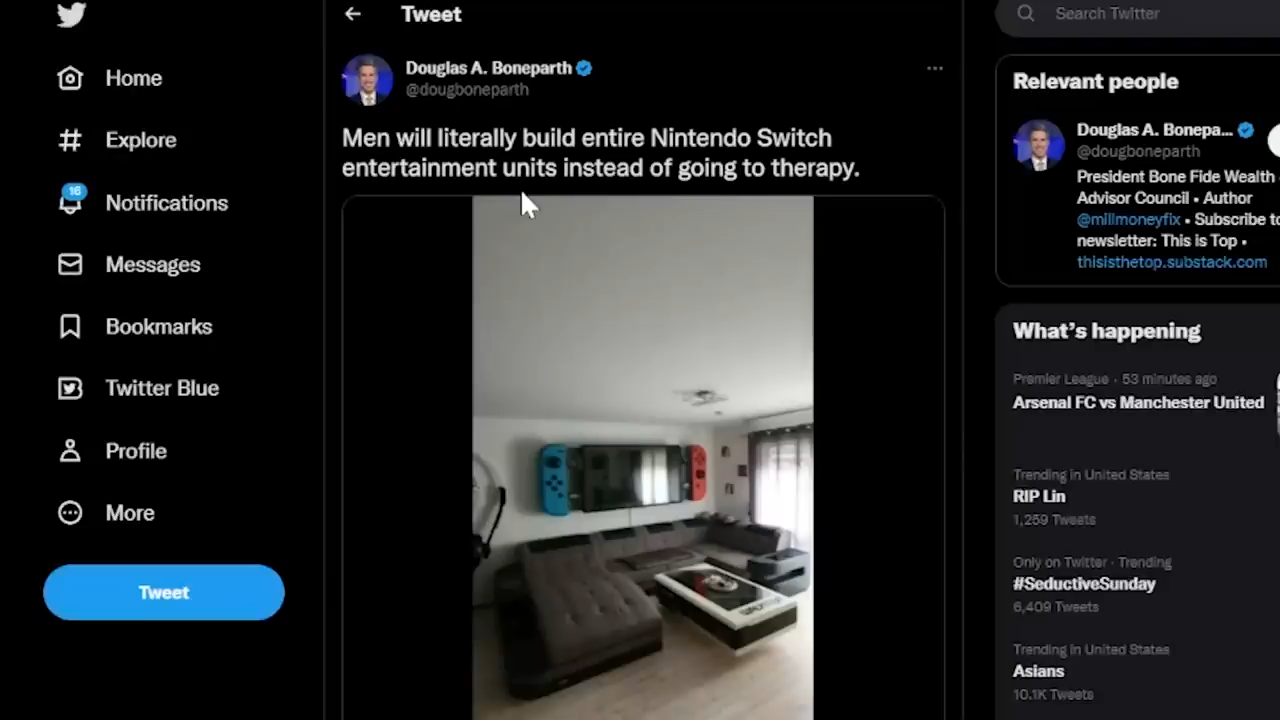 Tweet
Search Twitter
Home
Explore
16
Notifications
Messages
Bookmarks
Twitter Blue
Profile
More
Tweet
Douglas A. Boneparth
@dougboneparth
Men will literally build entire Nintendo Switch
entertainment units instead of going to therapy.
Relevant people
Douglas A. Bonepa...
@dougboneparth
President Bone Fide Wealth
Advisor Council • Author
@millmoneyfix • Subscribe to
newsletter: This is Top •
thisisthetop.substack.com
What's happening
Premier League · 53 minutes ago
Arsenal FC vs Manchester United
Trending in United States
RIP Lin
1,259 Tweets
Only on Twitter · Trending
#SeductiveSunday
6,409 Tweets
Trending in United States
Asians
10.1K Tweets